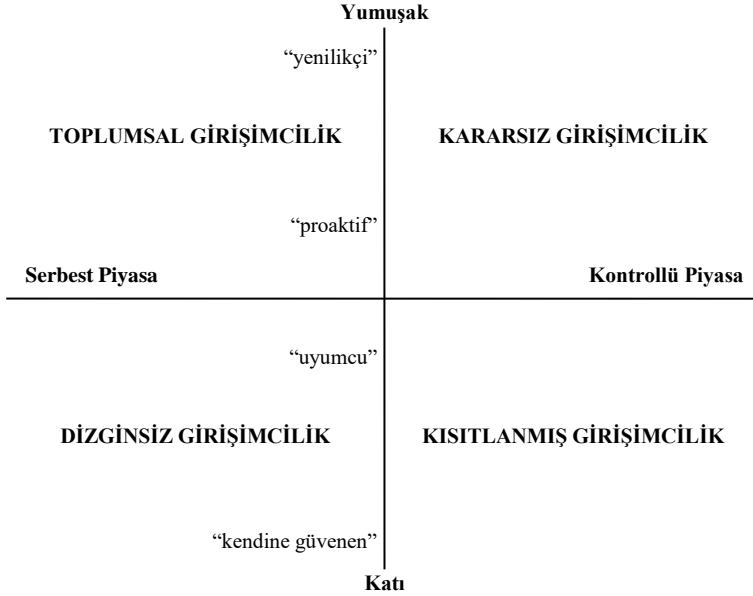 Yumuşak
“yenilikçi”
TOPLUMSAL GİRİŞİMCİLİK
KARARSIZ GİRİŞİMCİLİK
“proaktif”
Serbest Piyasa
Kontrollü Piyasa
“uyumcu”
DİZGİNSİZ GİRİŞİMCİLİK
KISITLANMIŞ GİRİŞİMCİLİK
“kendine güvenen”
Katı